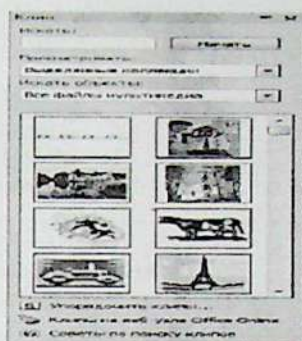 Клип
Искать:
Начать
Просматривать:
Выделенные коллекции
Искать объекты:
Все файлы мультимедиа
Упорядочить клипы...
Клипы на веб-узле Office Online
Советы по поиску клипов